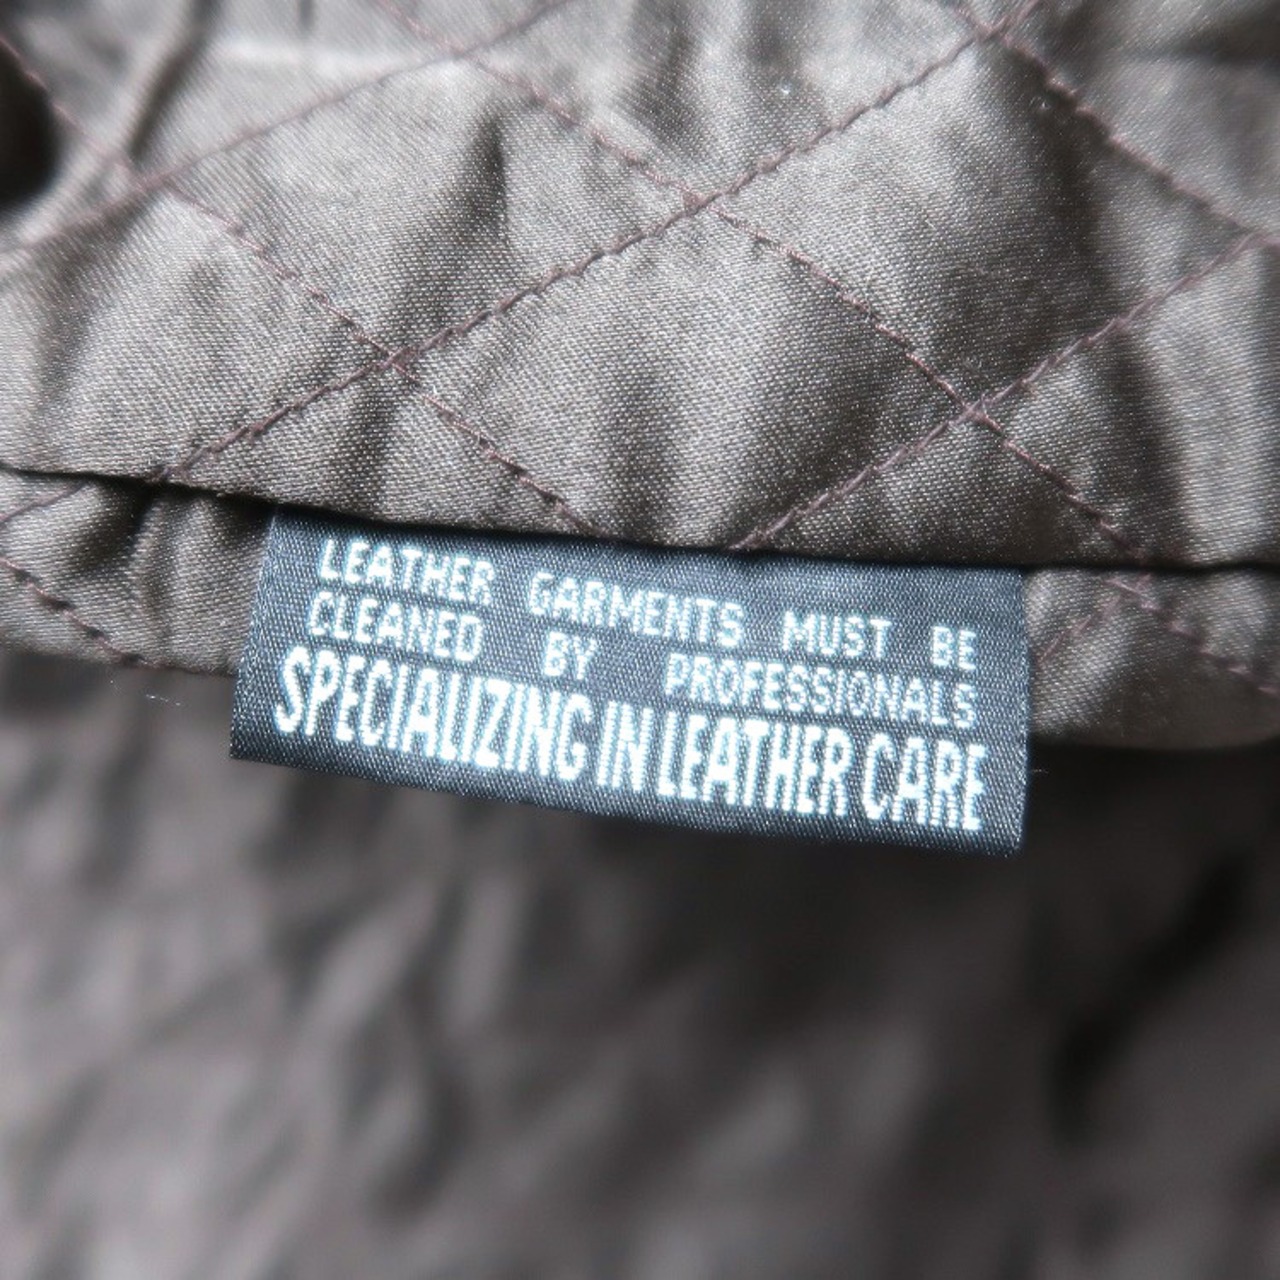 LEATHER GARMENTS MUST BE
CLEANED BY PROFESSIONALS
SPECIALIZING IN LEATHER CARE